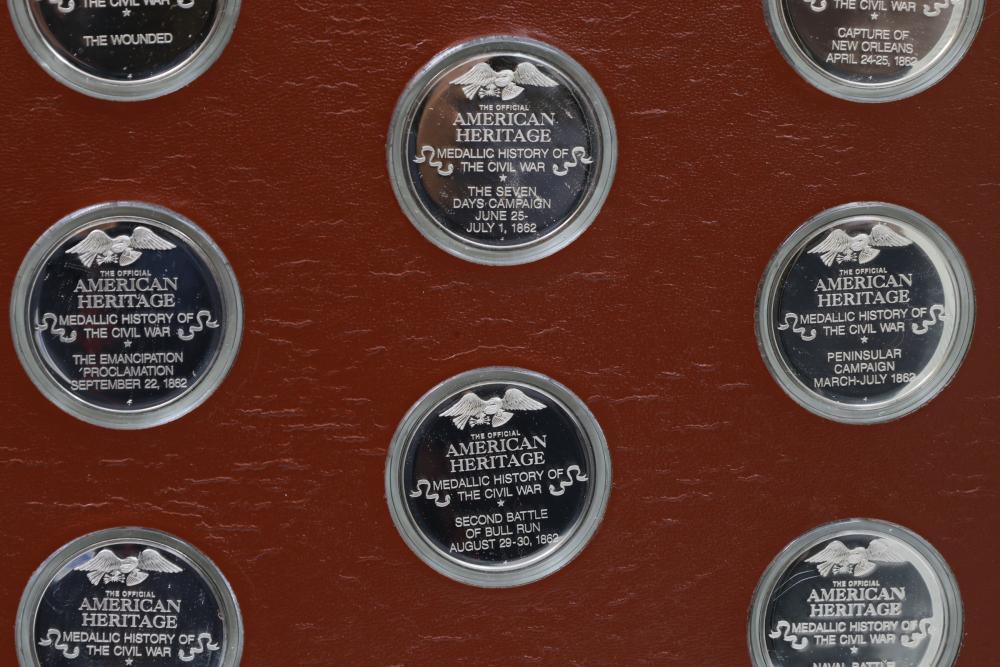 THE CIVIL WAR
THE WOUNDED
THE CIVIL WAR
CAPTURE OF
NEW ORLEANS
APRIL 24-25, 1862
THE OFFICIAL
AMERICAN
HERITAGE
MEDALLIC HISTORY OF
THE CIVIL WAR
THE SEVEN
DAYS CAMPAIGN
JUNE 25-
JULY 1, 1862
THE OFFICIAL
AMERICAN
HERITAGE
MEDALLIC HISTORY OF
THE CIVIL WAR
THE EMANCIPATION
PROCLAMATION
SEPTEMBER 22, 1862
THE OFFICIAL
AMERICAN
HERITAGE
MEDALLIC HISTORY OF
THE CIVIL WAR
PENINSULAR
CAMPAIGN
MARCH-JULY 1862
THE OFFICIAL
AMERICAN
HERITAGE
MEDALLIC HISTORY OF
THE CIVIL WAR
SECOND BATTLE
OF BULL RUN
AUGUST 29-30, 1862
THE OFFICIAL
AMERICAN
HERITAGE
MEDALLIC HISTORY OF
THE CIVIL WAR
THE OFFICIAL
AMERICAN
HERITAGE
MEDALLIC HISTORY OF
THE CIVIL WAR
NAVAL BATTLE